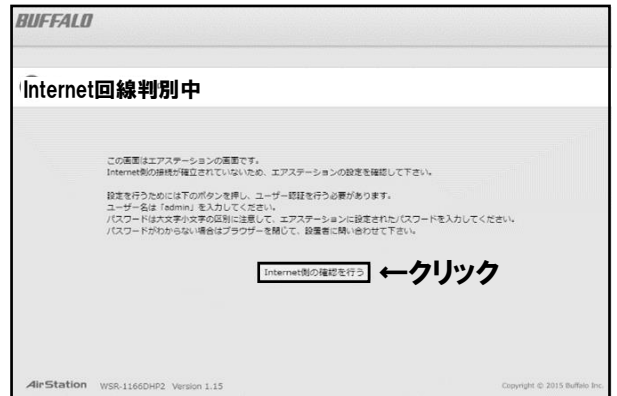 BUFFALO
Internet回線判別中
この画面はエアステーションの画面です。
Internet側の接続が確立されていないため、エアステーションの設定を確認して下さい。
設定を行うためには下のボタンを押し、ユーザー認証を行う必要があります。
ユーザー名は「admin」を入力してください。
パスワードは大文字小文字の区別に注意して、エアステーションに設定されたパスワードを入力してください。
パスワードがわからない場合はブラウザーを閉じて、設置者に問い合わせて下さい。
Internet側の確認を行う ←クリック
AirStation WSR-1166DHP2 Version 1.15 Copyright © 2015 Buffalo Inc.